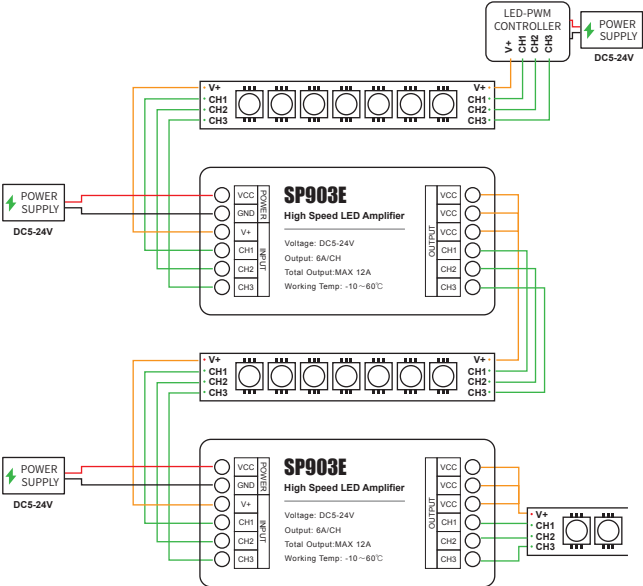 LED-PWM
CONTROLLER
V+
CH1
CH2
CH3
POWER
SUPPLY
DC5-24V
V+
CH1
CH2
CH3
V+
CH1
CH2
CH3
POWER
SUPPLY
DC5-24V
VCC
GND
V+
CH1
CH2
CH3
POWER
INPUT
SP903E
High Speed LED Amplifier
Voltage: DC5-24V
Output: 6A/CH
Total Output:MAX 12A
Working Temp: -10～60℃
OUTPUT
VCC
VCC
VCC
CH1
CH2
CH3
V+
CH1
CH2
CH3
V+
CH1
CH2
CH3
POWER
SUPPLY
DC5-24V
VCC
GND
V+
CH1
CH2
CH3
POWER
INPUT
SP903E
High Speed LED Amplifier
Voltage: DC5-24V
Output: 6A/CH
Total Output:MAX 12A
Working Temp: -10～60℃
OUTPUT
VCC
VCC
VCC
CH1
CH2
CH3
V+
CH1
CH2
CH3